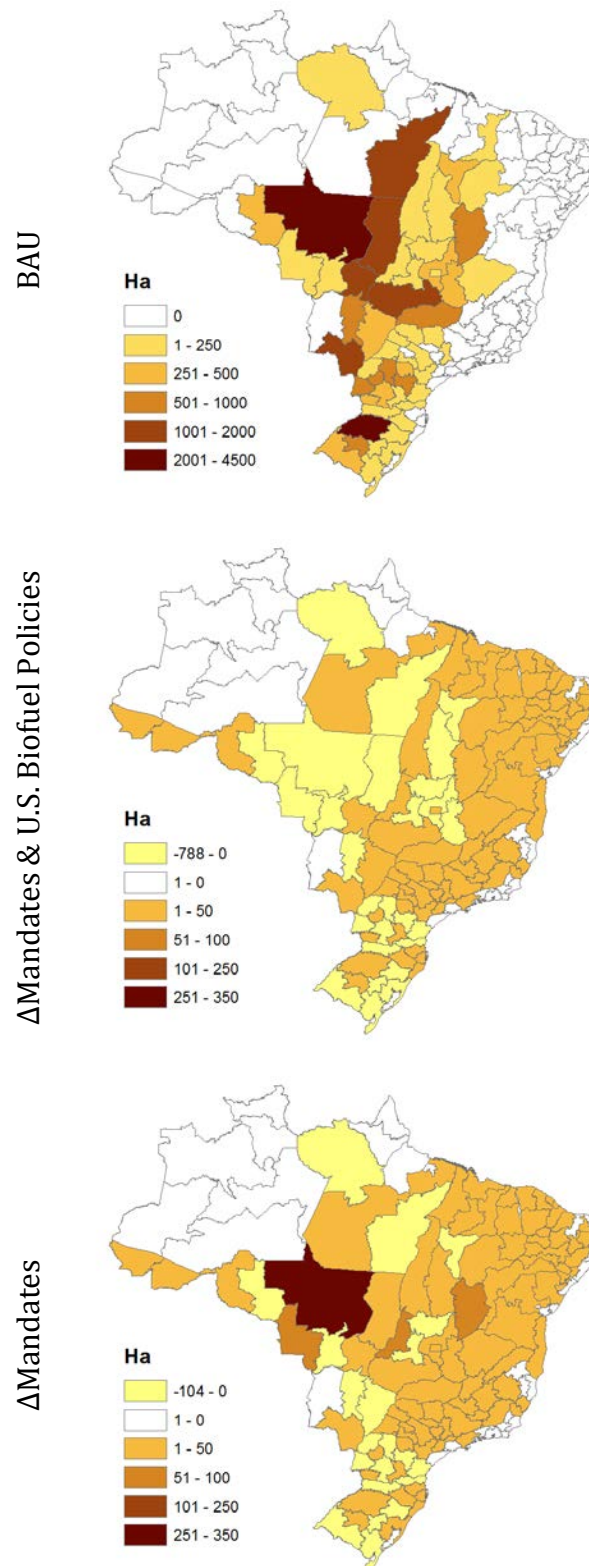 BAU
Ha
0
1 - 250
251 - 500
501 - 1000
1001 - 2000
2001 - 4500
ΔMandates & U.S. Biofuel Policies
Ha
-788 - 0
1 - 0
1 - 50
51 - 100
101 - 250
251 - 350
ΔMandates
Ha
-104 - 0
1 - 0
1 - 50
51 - 100
101 - 250
251 - 350